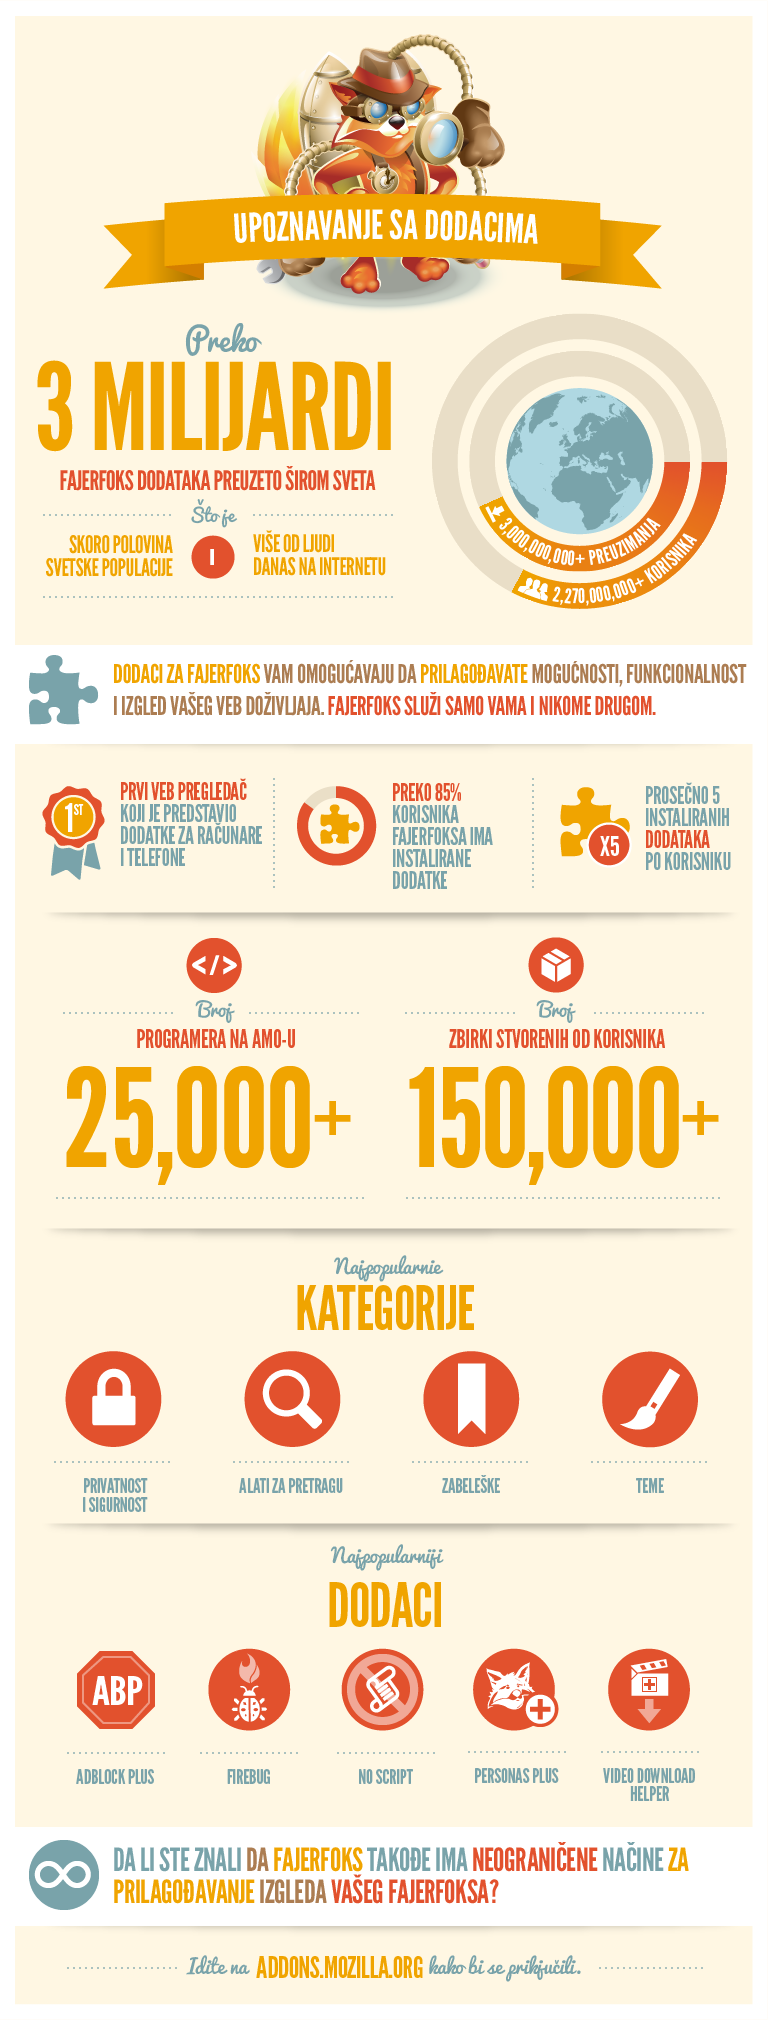 UPOZNAVANJE SA DODACIMA
Preko
3 MILIJARDI
FAJERFOKS DODATAKA PREUZETO ŠIROM SVETA
Što je
SKORO POLOVINA
SVETSKE POPULACIJE
I
VIŠE OD LJUDI
DANAS NA INTERNETU
3,000,000,000+ PREUZIMANJA
2,270,000,000+ KORISNIKA
DODACI ZA FAJERFOKS VAM OMOGUĆAVAJU DA PRILAGOĐAVATE MOGUĆNOSTI, FUNKCIONALNOST
I IZGLED VAŠEG VEB DOŽIVLJAJA. FAJERFOKS SLUŽI SAMO VAMA I NIKOME DRUGOM.
1ST
PRVI VEB PREGLEDAČ
KOJI JE PREDSTAVIO
DODATKE ZA RAČUNARE
I TELEFONE
PREKO 85%
KORISNIKA
FAJERFOKSA IMA
INSTALIRANE
DODATKE
X5
PROSEČNO 5
INSTALIRANIH
DODATAKA
PO KORISNIKU
</>
Broj
PROGRAMERA NA AMO-U
25,000+
Broj
ZBIRKI STVORENIH OD KORISNIKA
150,000+
Najpopularnie
KATEGORIJE
PRIVATNOST
I SIGURNOST
ALATI ZA PRETRAGU
ZABELEŠKE
TEME
Najpopularniji
DODACI
ABP
ADBLOCK PLUS
FIREBUG
NO SCRIPT
PERSONAS PLUS
VIDEO DOWNLOAD
HELPER
DA LI STE ZNALI DA FAJERFOKS TAKOĐE IMA NEOGRANIČENE NAČINE ZA
PRILAGOĐAVANJE IZGLEDA VAŠEG FAJERFOKSA?
Idite na ADDONS.MOZILLA.ORG kako bi se prikjučili.